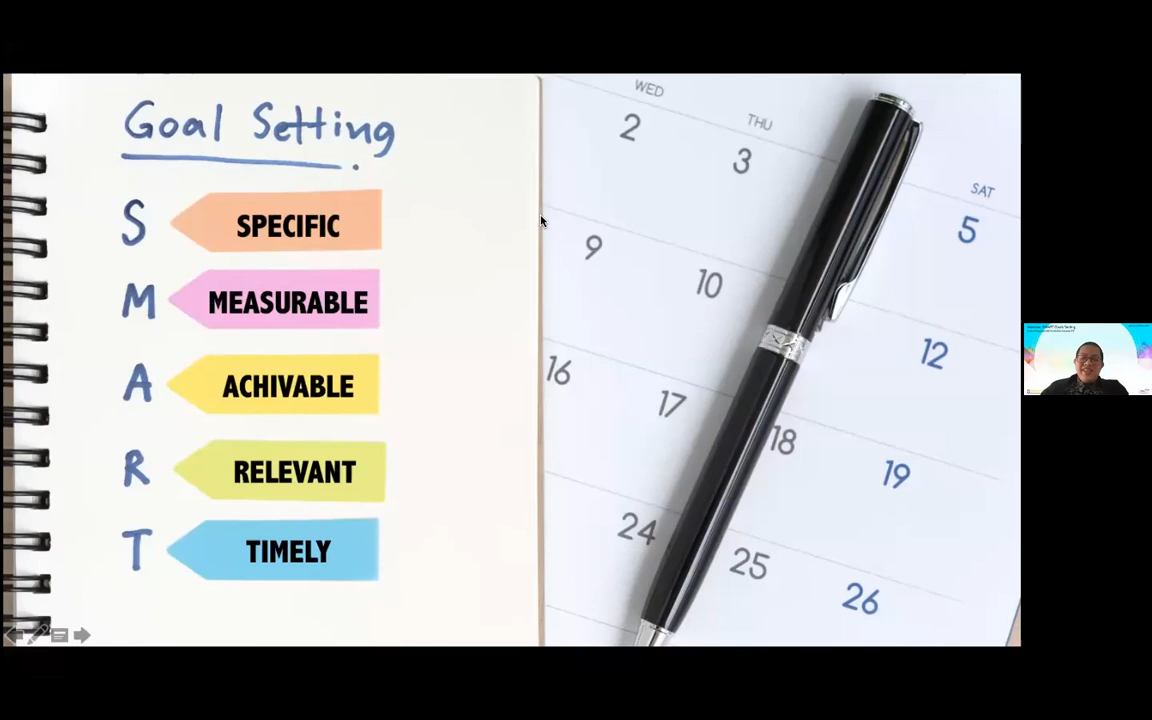 Goal Setting
S SPECIFIC
M MEASURABLE
A ACHIVABLE
R RELEVANT
T TIMELY
WED
THU
SAT
2
3
5
9
10
12
16
17
18
19
24
25
26